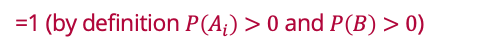 =1 (by definition P(Aᵢ) > 0 and P(B) > 0)